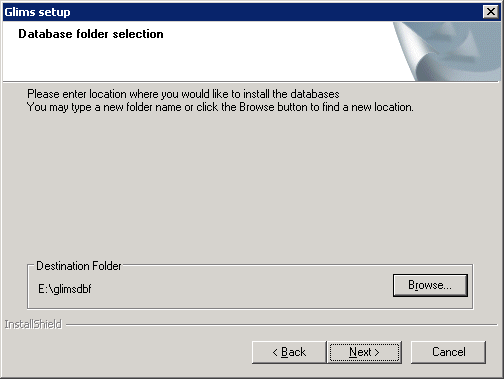 Glims setup
Database folder selection
Please enter location where you would like to install the databases
You may type a new folder name or click the Browse button to find a new location.
Destination Folder
E:\glimsdbf
Browse...
InstallShield
< Back
Next >
Cancel